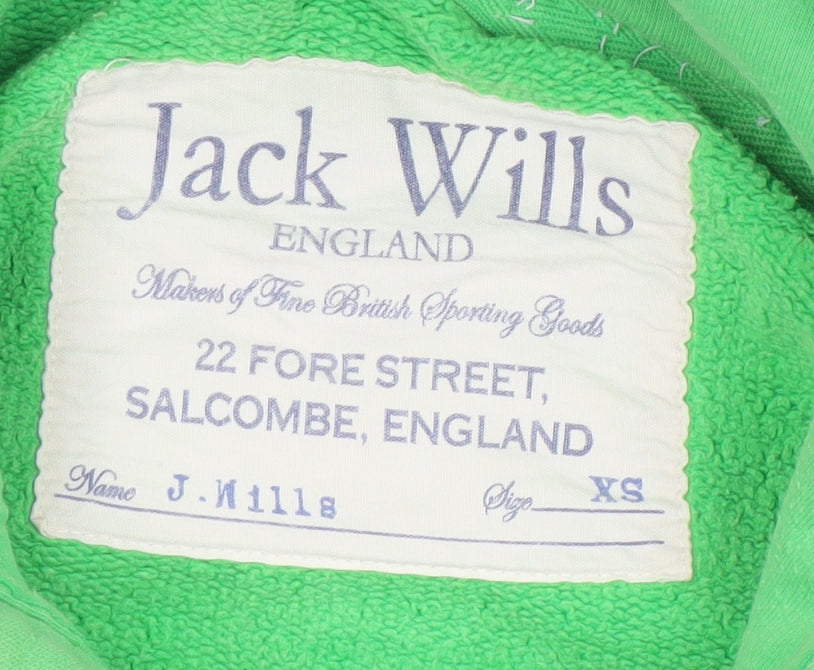 Jack Wills
ENGLAND
Makers of Fine British Sporting Goods
22 FORE STREET,
SALCOMBE, ENGLAND
Name J.Wills Size XS